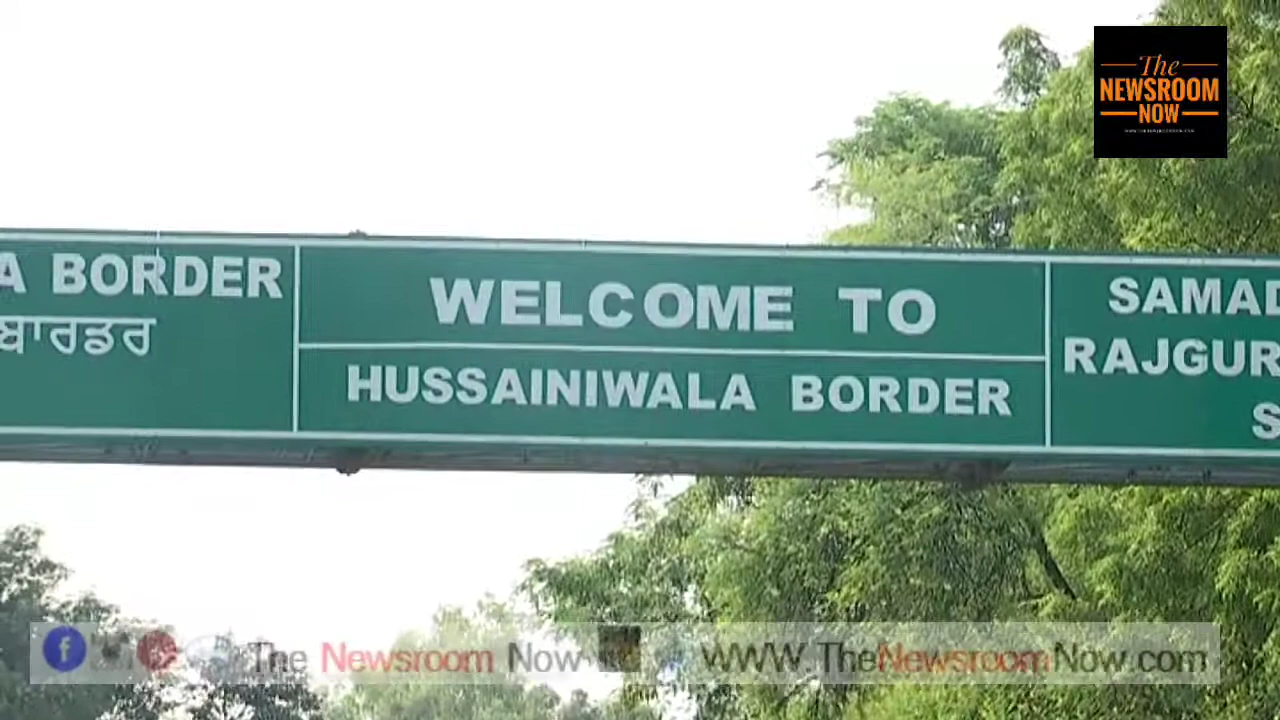 The
NEWSROOM
NOW
A BORDER
ਬਾਰਡਰ
WELCOME TO
HUSSAINIWALA BORDER
SAMAD
RAJGUR
S
The Newsroom Now
WWW.TheNewsroomNow.com